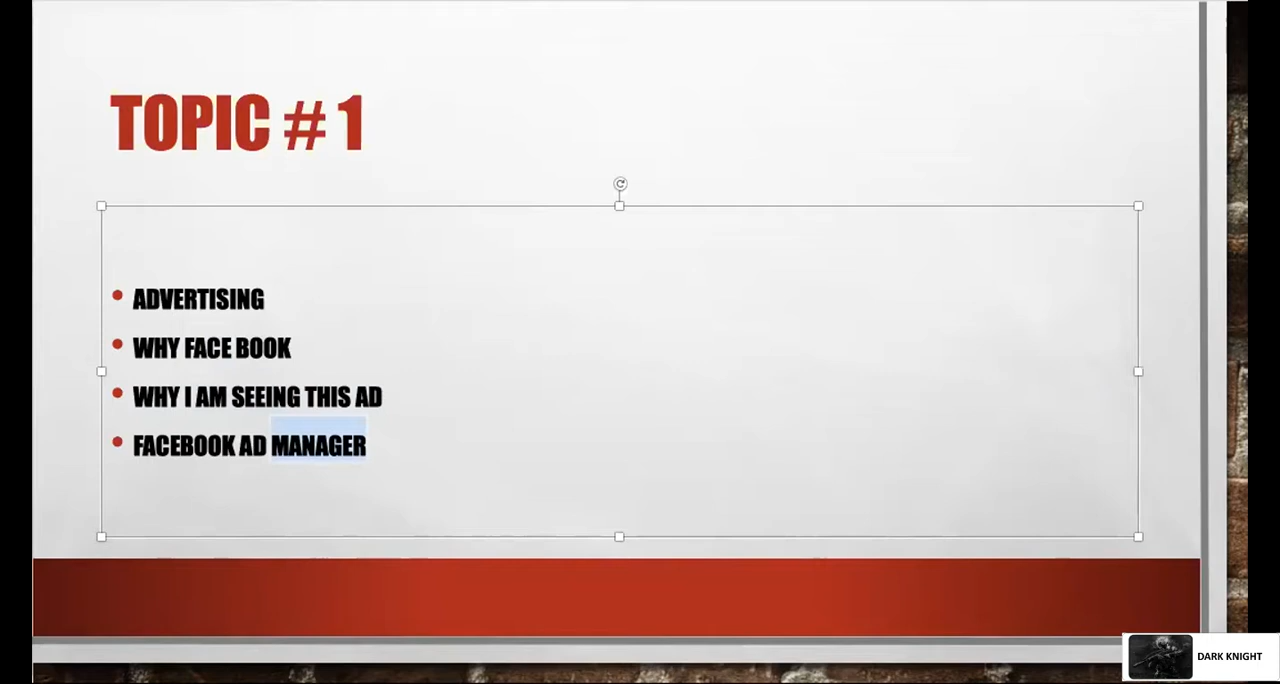 TOPIC # 1
ADVERTISING
WHY FACE BOOK
WHY I AM SEEING THIS AD
FACEBOOK AD MANAGER
DARK KNIGHT